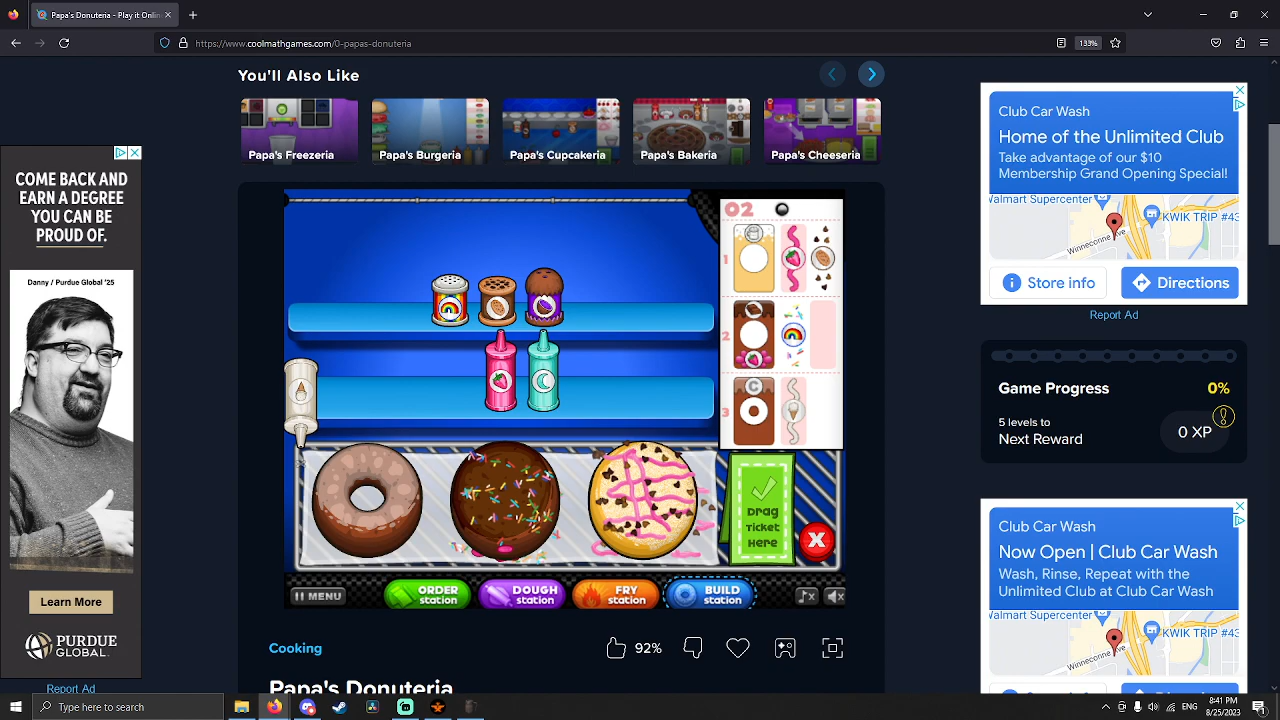 Papa's Donuteria - Play it Onlin
https://www.coolmathgames.com/0-papas-donuteria
133%
You'll Also Like
Papa's Freezeria
Papa's Burgeria
Papa's Cupcakeria
Papa's Bakeria
Papa's Cheeseria
COME BACK AND
EARN A DEGREE
YOU CAN BE
PROUD OF.
Danny / Purdue Global '25
Learn More
PURDUE
GLOBAL
Report Ad
02
1
2
3
C
Drag
Ticket
Here
X
MENU
ORDER
station
DOUGH
station
FRY
station
BUILD
station
Cooking
92%
Papa's Donuteria
Club Car Wash
Home of the Unlimited Club
Take advantage of our $10
Membership Grand Opening Special!
Walmart Supercenter
KWIK TRIP #43
Winneconne
Store info
Directions
Report Ad
Game Progress
0%
5 levels to
Next Reward
0 XP
Club Car Wash
Now Open | Club Car Wash
Wash, Rinse, Repeat with the
Unlimited Club at Club Car Wash
Walmart Supercenter
KWIK TRIP #43
Winneconne
Type here to search
8:41 PM
8/25/2023